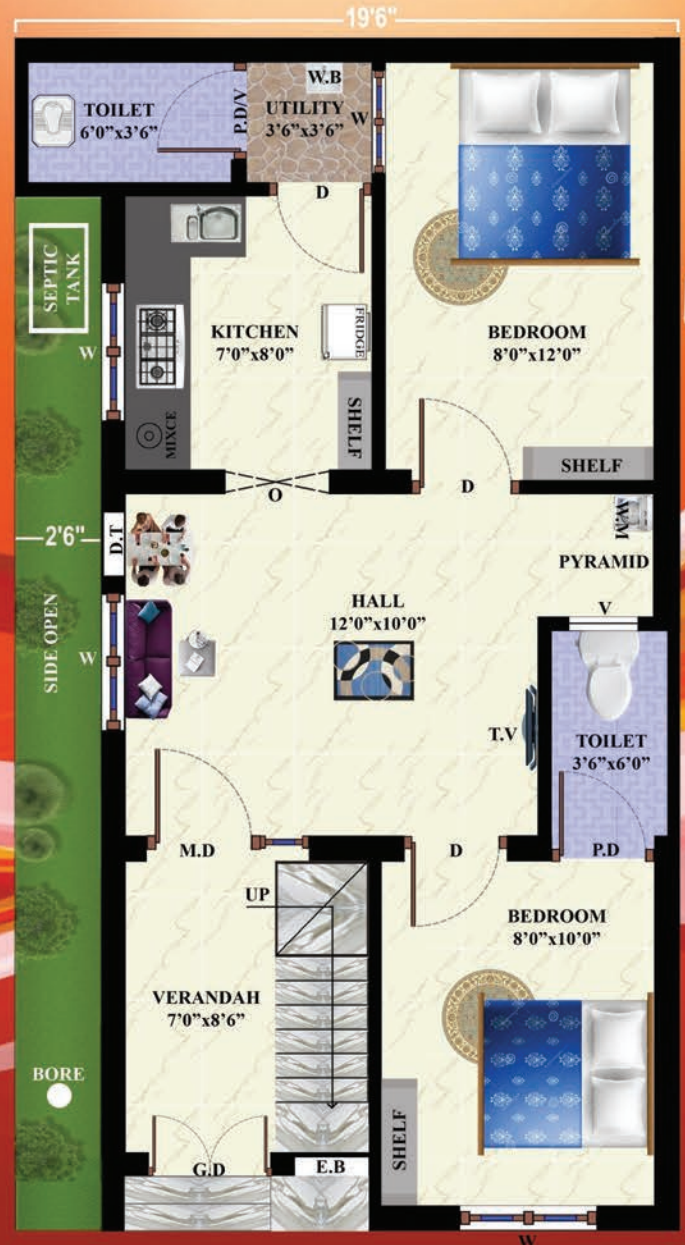 19'6"
TOILET
6'0"x3'6"
P.D/V
W.B
UTILITY
3'6"x3'6"
W
D
SEPTIC
TANK
W
KITCHEN
7'0"x8'0"
FRIDGE
MIXCE
SHELF
BEDROOM
8'0"x12'0"
SHELF
O
D
W.M
PYRAMID
V
2'6"
D.T
SIDE OPEN
W
HALL
12'0"x10'0"
T.V
TOILET
3'6"x6'0"
P.D
M.D
D
UP
VERANDAH
7'0"x8'6"
BEDROOM
8'0"x10'0"
BORE
SHELF
G.D
E.B
W